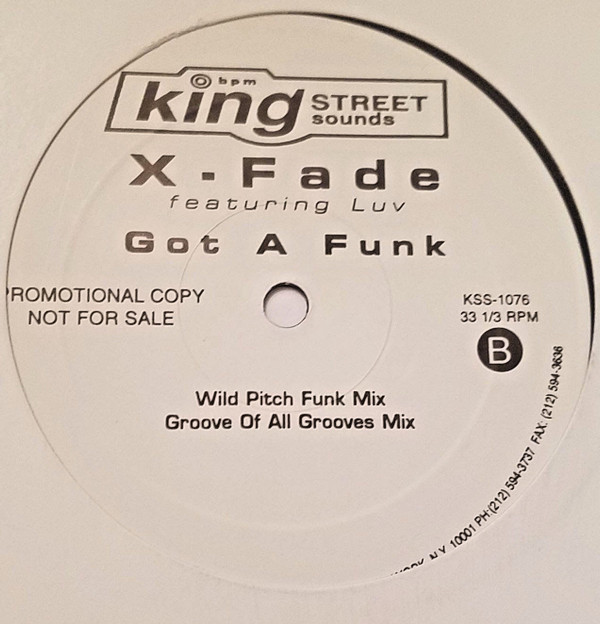 bpm
king STREET
sounds
X-Fade
featuring Luv
Got A Funk
PROMOTIONAL COPY
NOT FOR SALE
KSS-1076
33 1/3 RPM
B
Wild Pitch Funk Mix
Groove Of All Grooves Mix
N.Y. 10001 PH:(212) 594-3737 FAX: (212) 594-3636